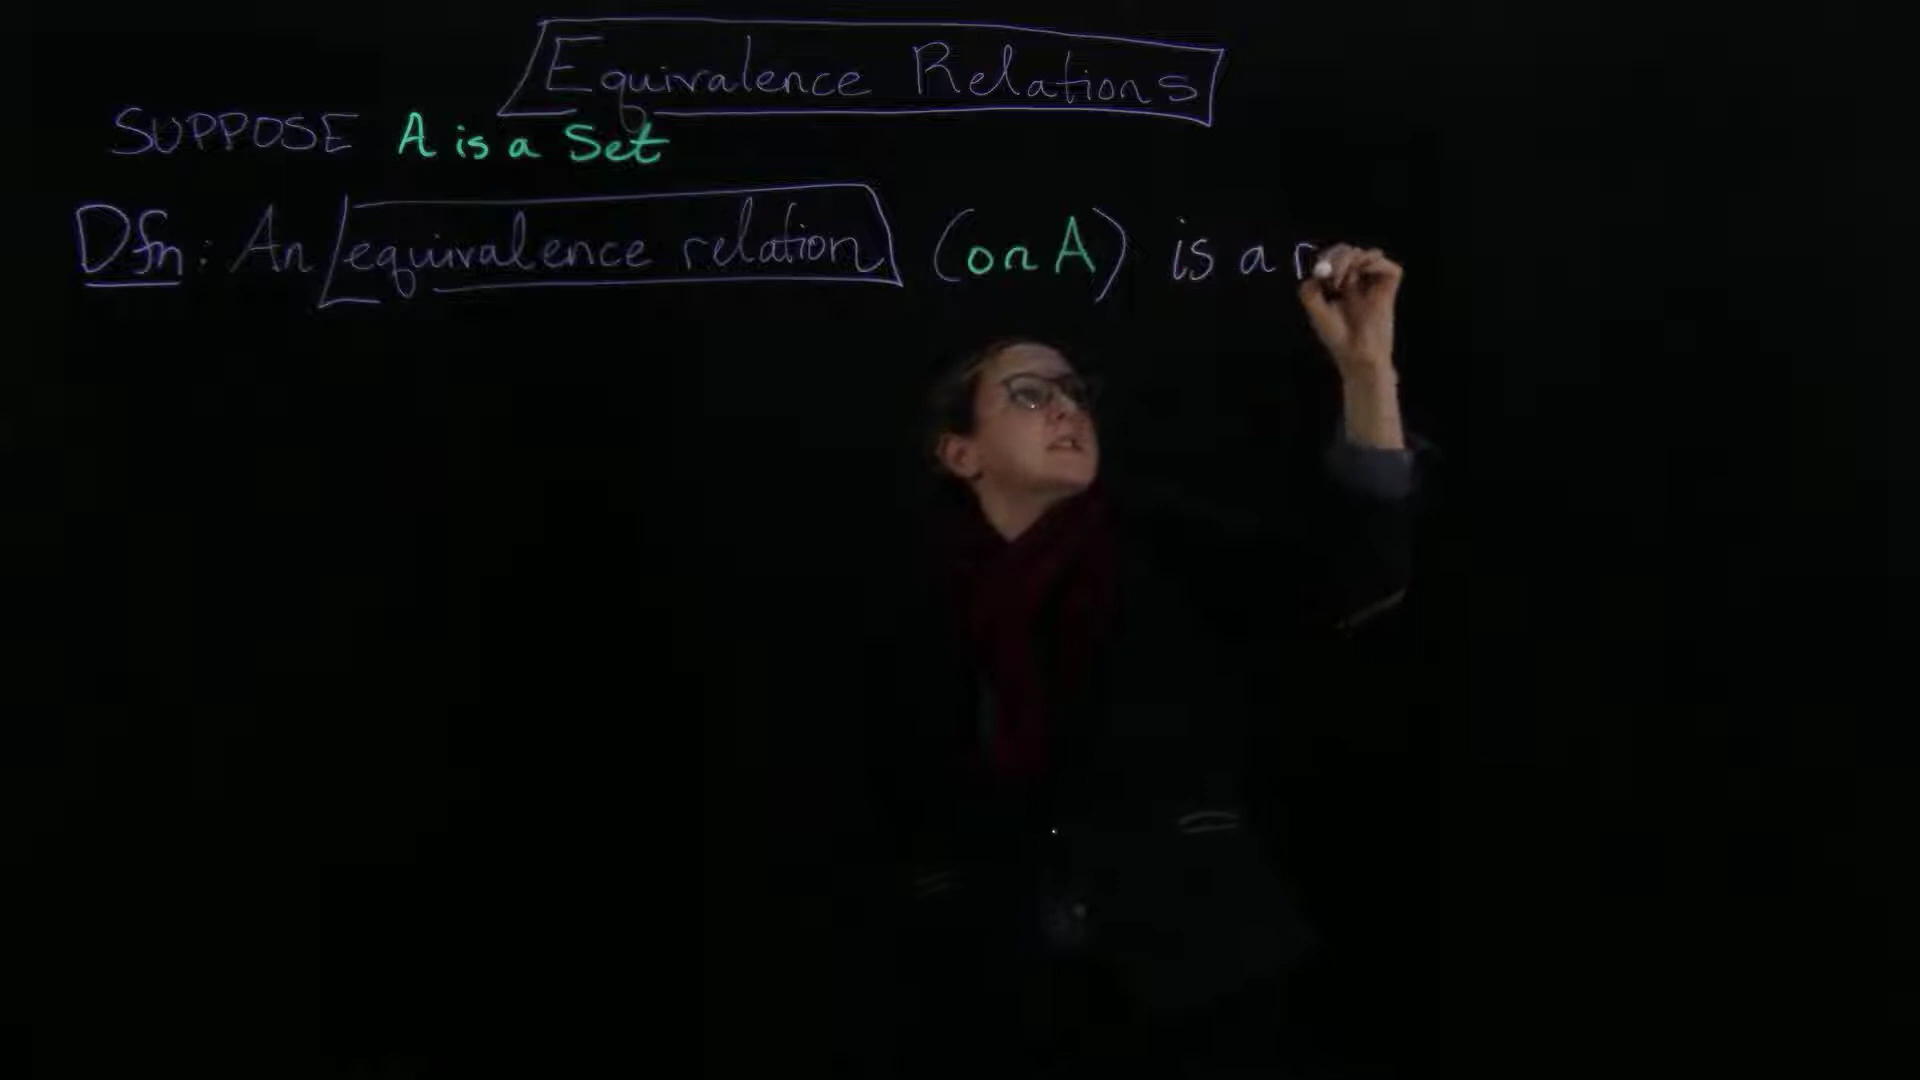 Equivalence Relations
SUPPOSE A is a Set
Dfn: An equivalence relation (on A) is a r